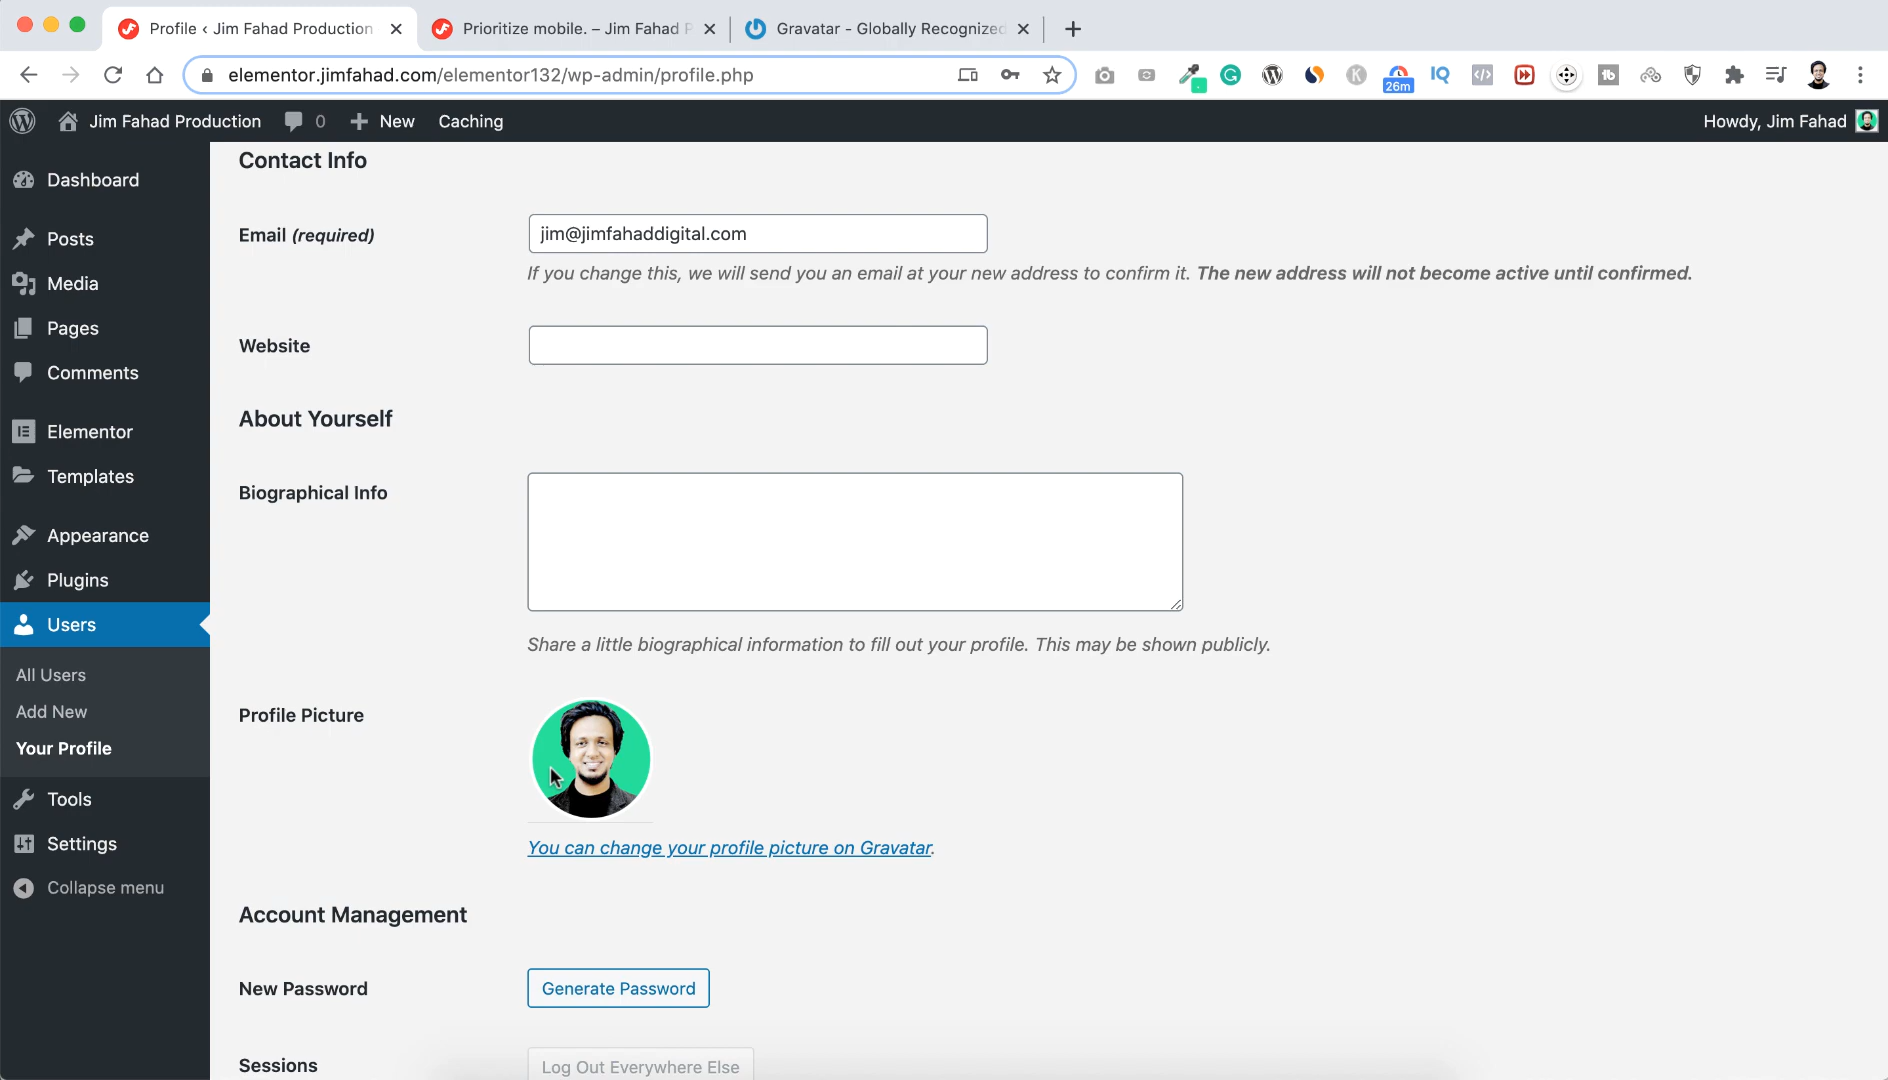 Profile ‹ Jim Fahad Production
Prioritize mobile. – Jim Fahad P
Gravatar - Globally Recognized
elementor.jimfahad.com/elementor132/wp-admin/profile.php
26m
IQ
tb
K
Jim Fahad Production
0
New
Caching
Howdy, Jim Fahad
Dashboard
Posts
Media
Pages
Comments
Elementor
Templates
Appearance
Plugins
Users
All Users
Add New
Your Profile
Tools
Settings
Collapse menu
Contact Info
Email (required)
jim@jimfahaddigital.com
If you change this, we will send you an email at your new address to confirm it. The new address will not become active until confirmed.
Website
About Yourself
Biographical Info
Share a little biographical information to fill out your profile. This may be shown publicly.
Profile Picture
You can change your profile picture on Gravatar.
Account Management
New Password
Generate Password
Sessions
Log Out Everywhere Else